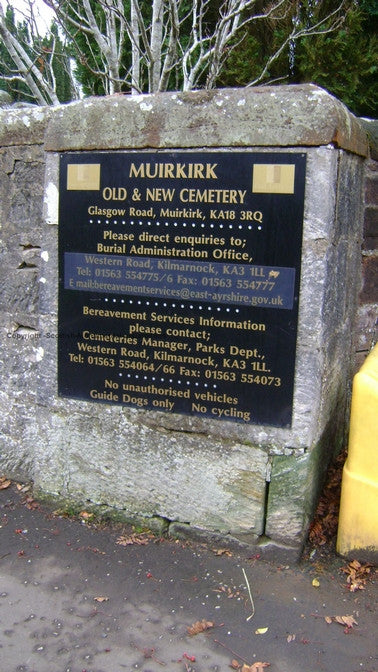 MUIRKIRK
OLD & NEW CEMETERY
Glasgow Road, Muirkirk, KA18 3RQ
Please direct enquiries to;
Burial Administration Office,
Western Road, Kilmarnock, KA3 1LL
Tel: 01563 554775/6 Fax: 01563 554777
E mail:bereavementservices@east-ayrshire.gov.uk
Bereavement Services Information
please contact;
Cemeteries Manager, Parks Dept.,
Western Road, Kilmarnock, KA3 1LL.
Tel: 01563 554064/66 Fax: 01563 554073
No unauthorised vehicles
Guide Dogs only No cycling
Copyright